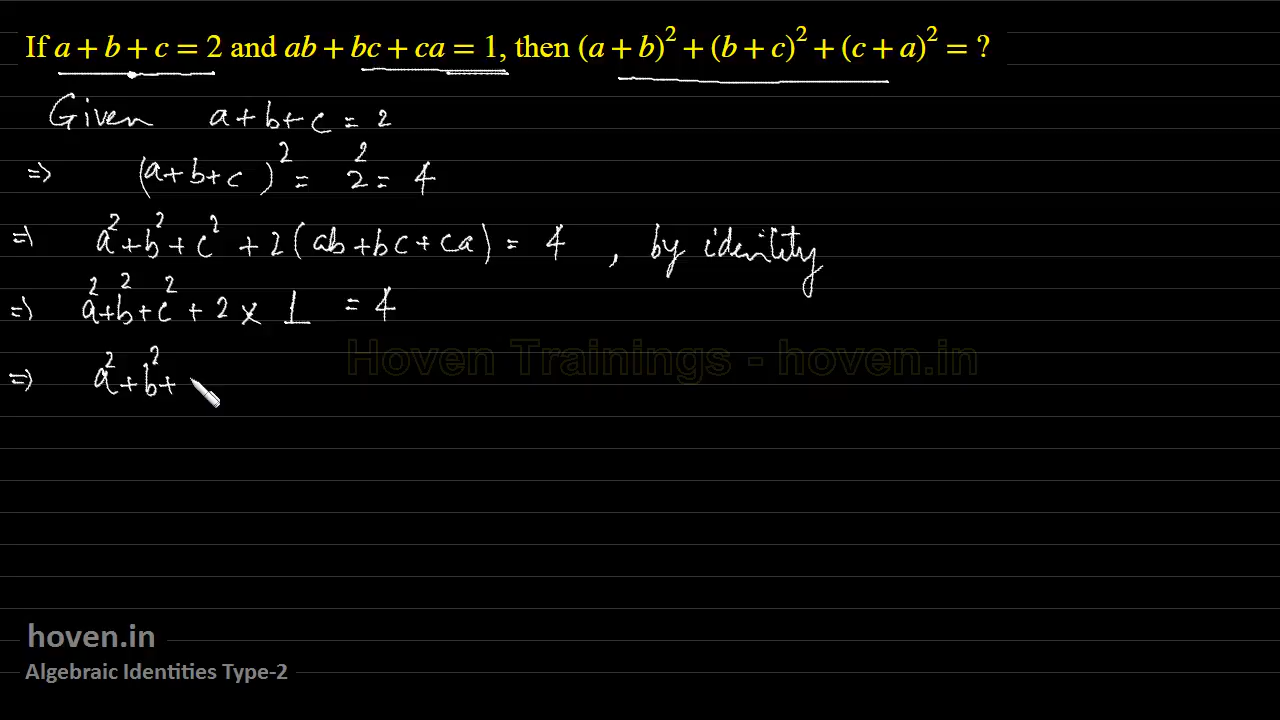 If a + b + c = 2 and ab + bc + ca = 1, then (a + b)² + (b + c)² + (c + a)² = ?
Given a + b + c = 2
⇒ (a + b + c)² = 2² = 4
⇒ a² + b² + c² + 2(ab + bc + ca) = 4 , by identity
⇒ a² + b² + c² + 2 × 1 = 4
Hoven Trainings - hoven.in
⇒ a² + b² +
hoven.in
Algebraic Identities Type-2